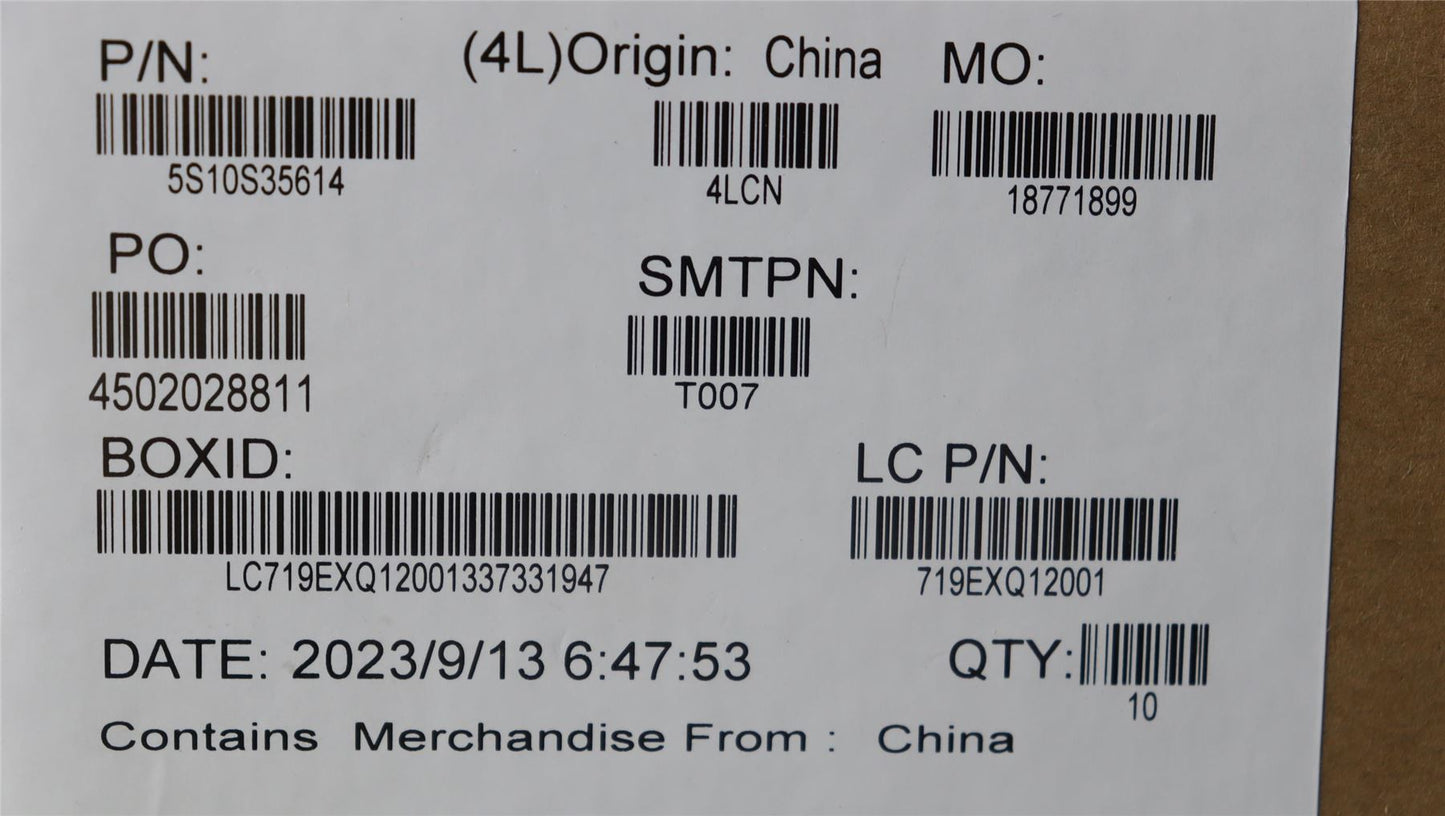 P/N: (4L)Origin: China MO:
5S10S35614 4LCN 18771899
PO: SMTPN:
4502028811 T007
BOXID: LC P/N:
LC719EXQ12001337331947 719EXQ12001
DATE: 2023/9/13 6:47:53 QTY:
10
Contains Merchandise From : China